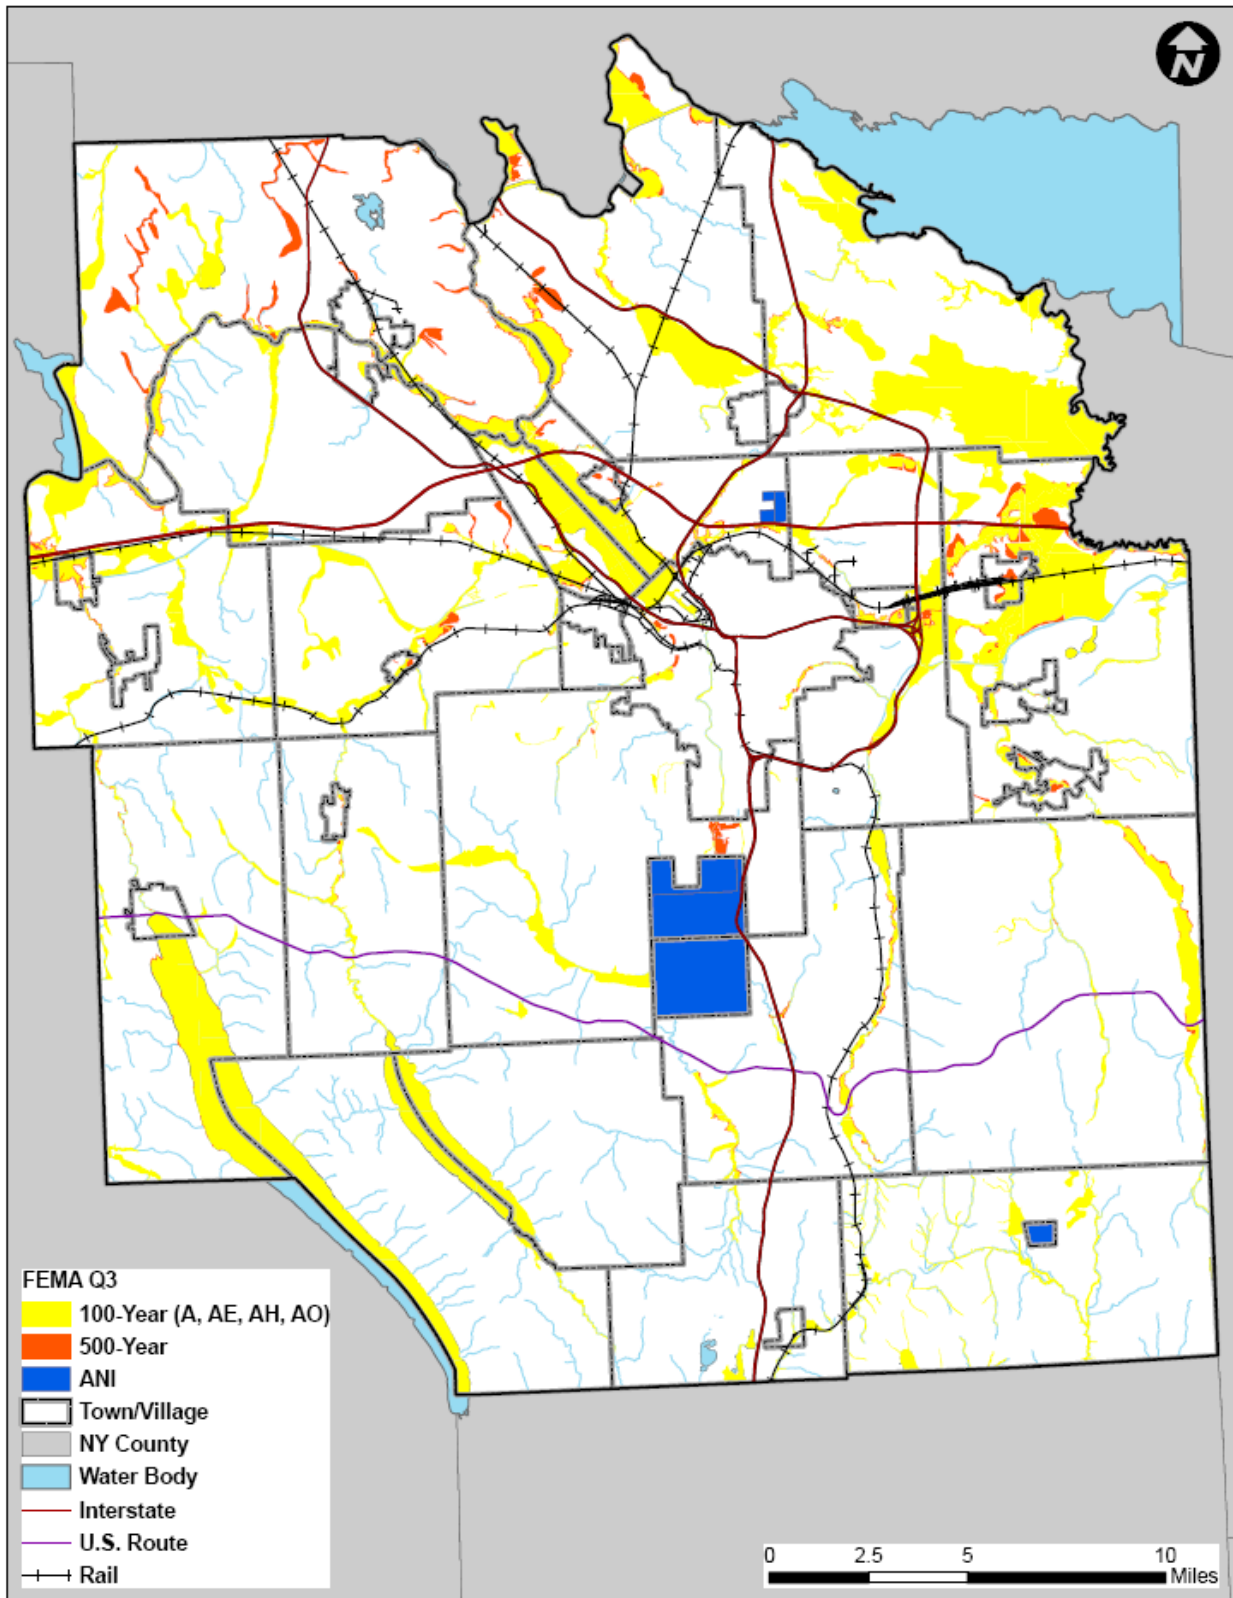 N
FEMA Q3
100-Year (A, AE, AH, AO)
500-Year
ANI
Town/Village
NY County
Water Body
Interstate
U.S. Route
Rail
0 2.5 5 10
Miles